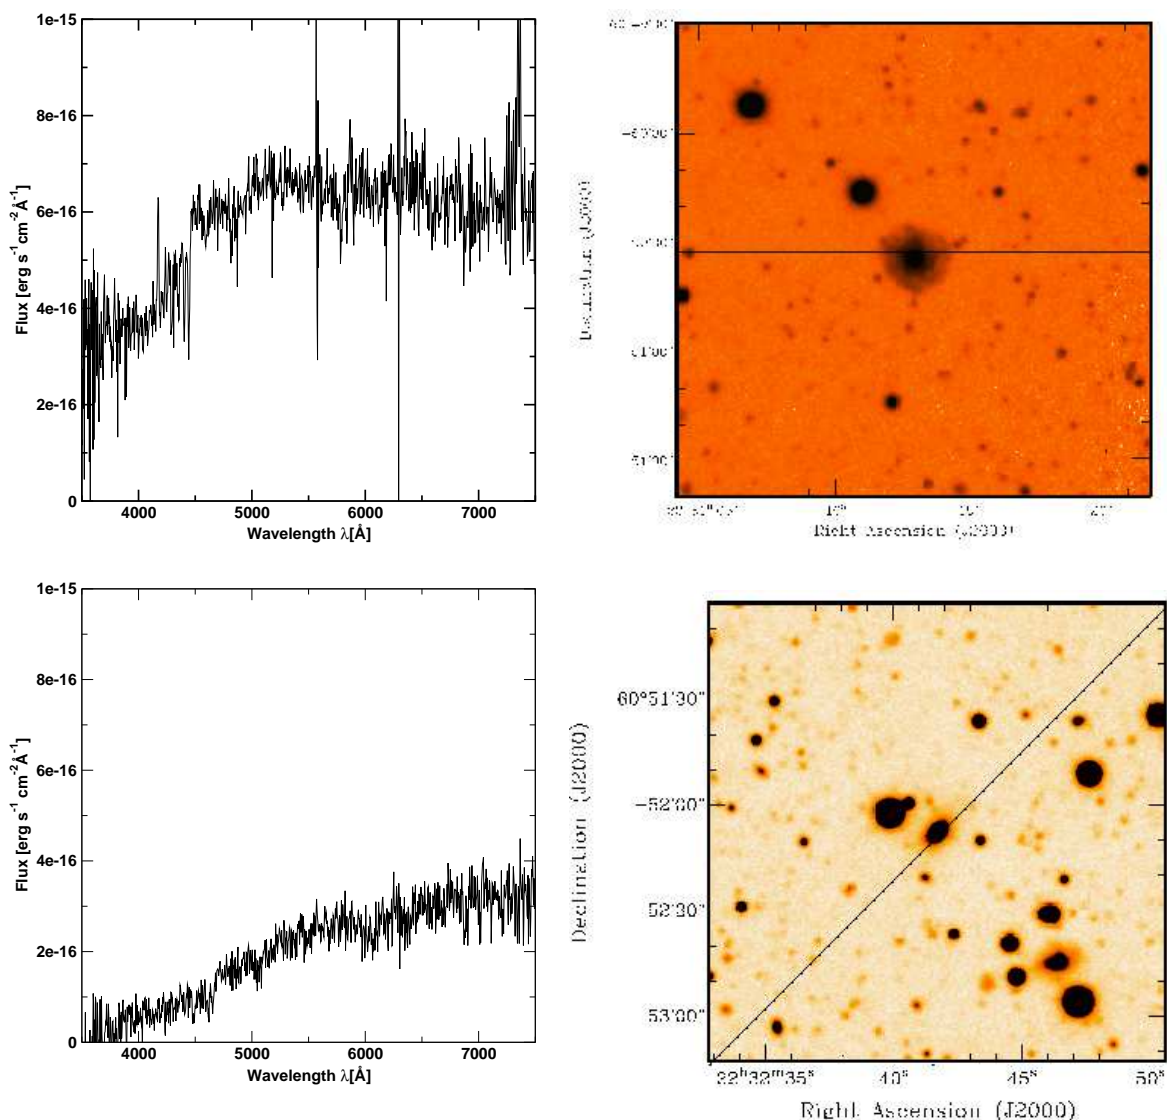 1e-15
8e-16
6e-16
4e-16
2e-16
0
Flux [erg s⁻¹ cm⁻²Å⁻¹]
4000 5000 6000 7000
Wavelength λ[Å]
Right Ascension (J2000)
1e-15
8e-16
6e-16
4e-16
2e-16
0
Flux [erg s⁻¹ cm⁻²Å⁻¹]
4000 5000 6000 7000
Wavelength λ[Å]
60°51'30"
52'00"
52'30"
53'00"
Declination (J2000)
22ʰ32ᵐ35ˢ 40ˢ 45ˢ 50ˢ
Right Ascension (J2000)